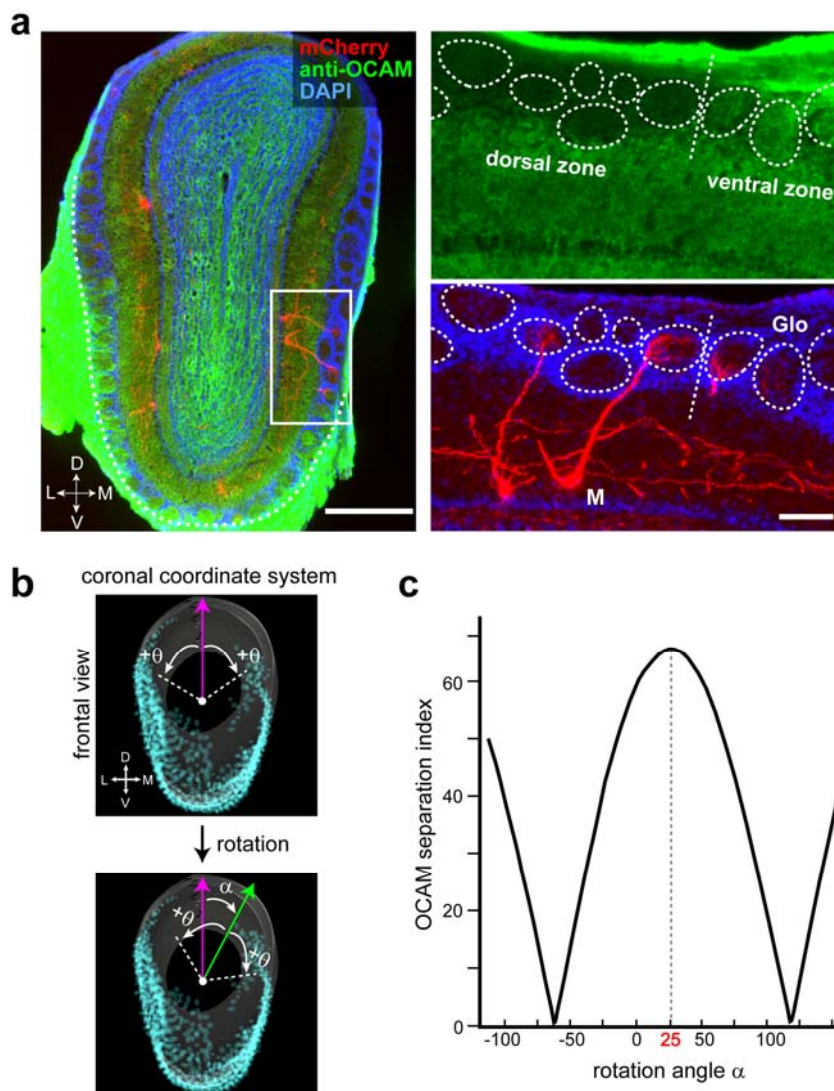 a
mCherry
anti-OCAM
DAPI
D
L M
V
dorsal zone
ventral zone
Glo
M
b
coronal coordinate system
frontal view
+θ +θ
D
L M
V
rotation
α
+θ
+θ
c
OCAM separation index
60
40
20
0
-100 -50 0 25 50 100
rotation angle α